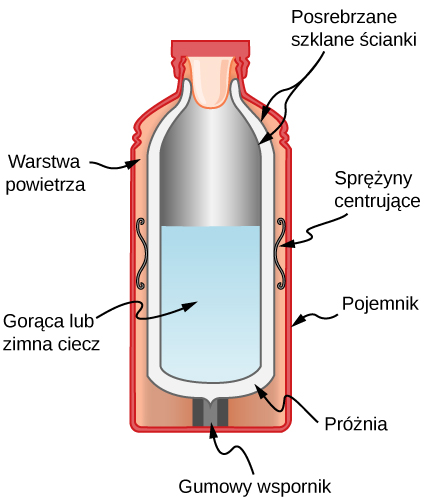 Posrebrzane
szklane ścianki
Warstwa
powietrza
Sprężyny
centrujące
Gorąca lub
zimna ciecz
Pojemnik
Próżnia
Gumowy wspornik